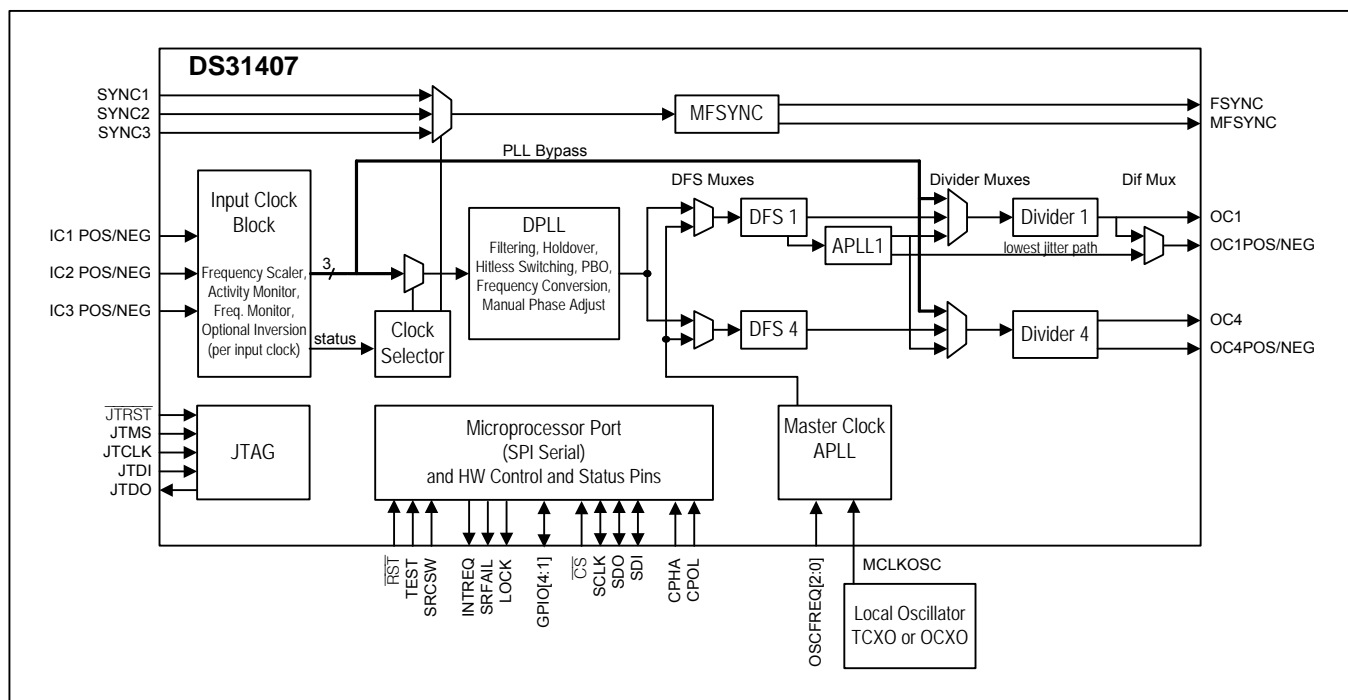 DS31407
SYNC1
SYNC2
SYNC3
MFSYNC
FSYNC
MFSYNC
PLL Bypass
Input Clock
Block
Frequency Scaler,
Activity Monitor,
Freq. Monitor,
Optional Inversion
(per input clock)
IC1 POS/NEG
IC2 POS/NEG
IC3 POS/NEG
3
status
Clock
Selector
DPLL
Filtering, Holdover,
Hitless Switching, PBO,
Frequency Conversion,
Manual Phase Adjust
DFS Muxes
DFS 1
APLL1
DFS 4
Divider Muxes
Divider 1
lowest jitter path
Divider 4
Dif Mux
OC1
OC1POS/NEG
OC4
OC4POS/NEG
JTRST
JTMS
JTCLK
JTDI
JTDO
JTAG
Microprocessor Port
(SPI Serial)
and HW Control and Status Pins
Master Clock
APLL
RST
TEST
SRCSW
INTREQ
SRFAIL
LOCK
GPIO[4:1]
CS
SCLK
SDO
SDI
CPHA
CPOL
OSCFREQ[2:0]
MCLKOSC
Local Oscillator
TCXO or OCXO